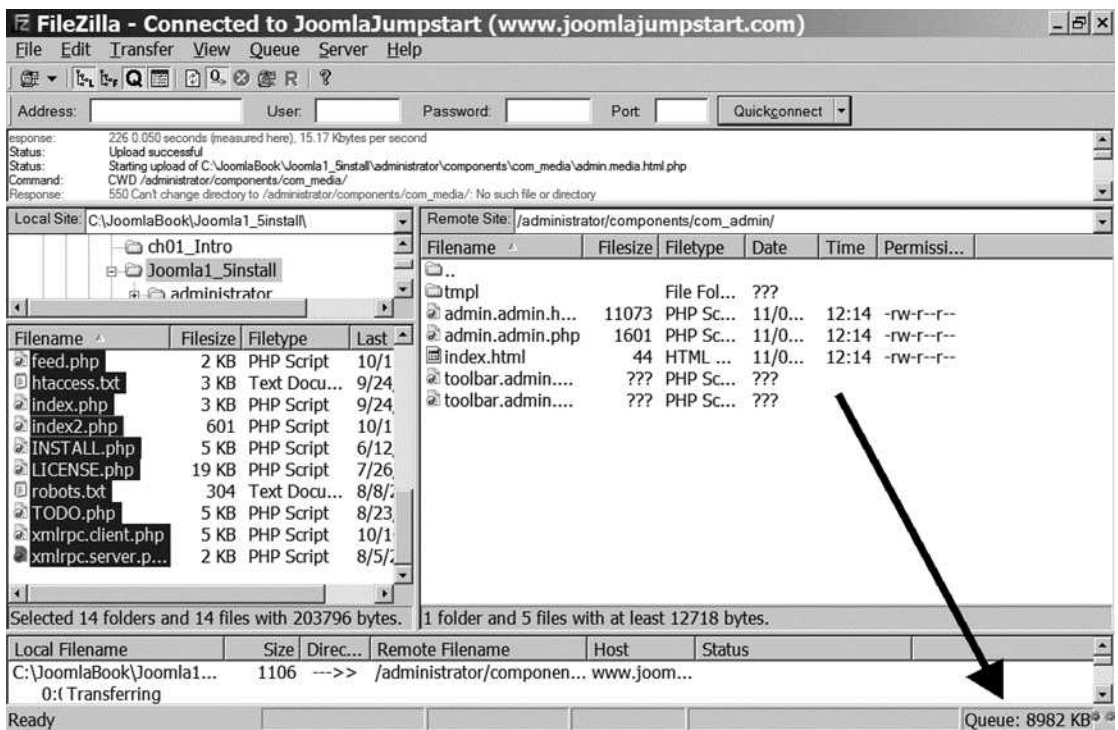 FileZilla - Connected to JoomlaJumpstart (www.joomlajumpstart.com)
File Edit Transfer View Queue Server Help
Address: User: Password: Port: Quickconnect
esponse: 226 0.050 seconds (measured here), 15.17 Kbytes per second
Status: Upload successful
Status: Starting upload of C:\JoomlaBook\Joomla1_5install\administrator\components\com_media\admin.media.html.php
Command: CWD /administrator/components/com_media/
Response: 550 Can't change directory to /administrator/components/com_media/: No such file or directory
Local Site: C:\JoomlaBook\Joomla1_5install\
ch01_Intro
Joomla1_5install
administrator
Filename Filesize Filetype Last
feed.php 2 KB PHP Script 10/1
htaccess.txt 3 KB Text Docu... 9/24
index.php 3 KB PHP Script 9/24
index2.php 601 PHP Script 10/1
INSTALL.php 5 KB PHP Script 6/12
LICENSE.php 19 KB PHP Script 7/26
robots.txt 304 Text Docu... 8/8/
TODO.php 5 KB PHP Script 8/23
xmlrpc.client.php 5 KB PHP Script 10/1
xmlrpc.server.p... 2 KB PHP Script 8/5/
Selected 14 folders and 14 files with 203796 bytes.
Remote Site: /administrator/components/com_admin/
Filename Filesize Filetype Date Time Permissi...
..
tmpl File Fol... ???
admin.admin.h... 11073 PHP Sc... 11/0... 12:14 -rw-r--r--
admin.admin.php 1601 PHP Sc... 11/0... 12:14 -rw-r--r--
index.html 44 HTML ... 11/0... 12:14 -rw-r--r--
toolbar.admin.... ??? PHP Sc... ???
toolbar.admin.... ??? PHP Sc... ???
1 folder and 5 files with at least 12718 bytes.
Local Filename Size Direc... Remote Filename Host Status
C:\JoomlaBook\Joomla1... 1106 --->> /administrator/componen... www.joom...
0:( Transferring
Ready Queue: 8982 KB